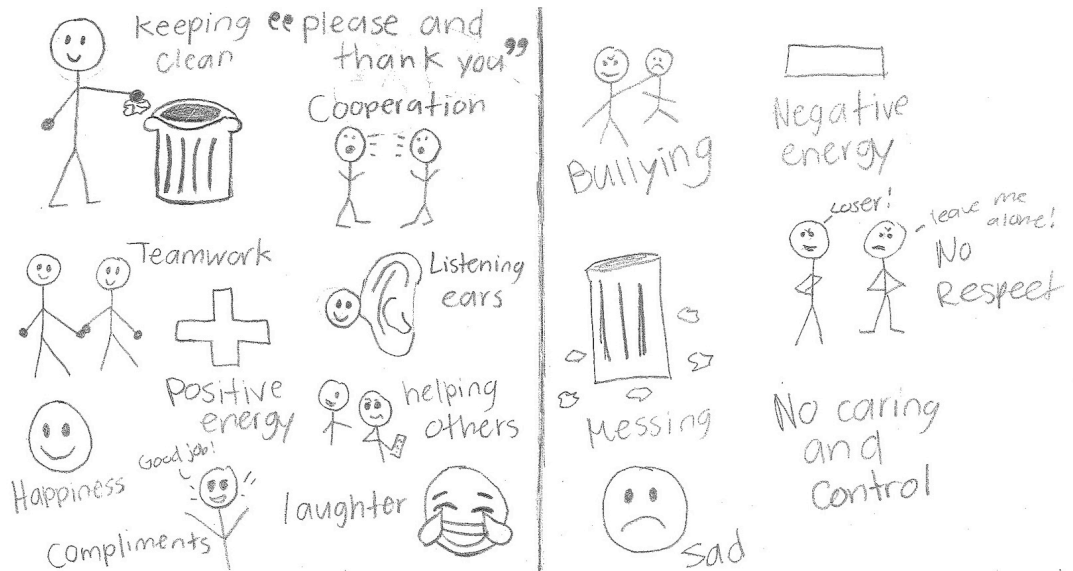 keeping
clean
"please and
thank you"
Cooperation
Teamwork
Listening
ears
Positive
energy
helping
others
Happiness
Good job!
Compliments
laughter
Bullying
Negative
energy
Loser!
leave me
alone!
No
Respect
Messing
No caring
and
Control
Sad